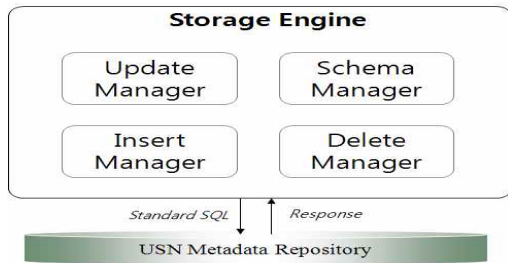 Storage Engine
Update Manager
Schema Manager
Insert Manager
Delete Manager
Standard SQL
Response
USN Metadata Repository